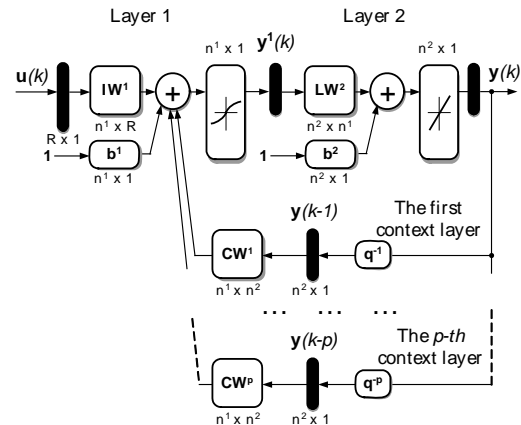 Layer 1
Layer 2
n¹ x 1
n² x 1
u(k)
y¹(k)
y(k)
IW¹
+
LW²
+
n¹ x R
n² x n¹
R x 1
1
b¹
1
b²
n¹ x 1
n² x 1
y(k-1)
The first
context layer
CW¹
q⁻¹
n¹ x n²
n² x 1
... ... ...
y(k-p)
The p-th
context layer
CWᵖ
q⁻ᵖ
n¹ x n²
n² x 1